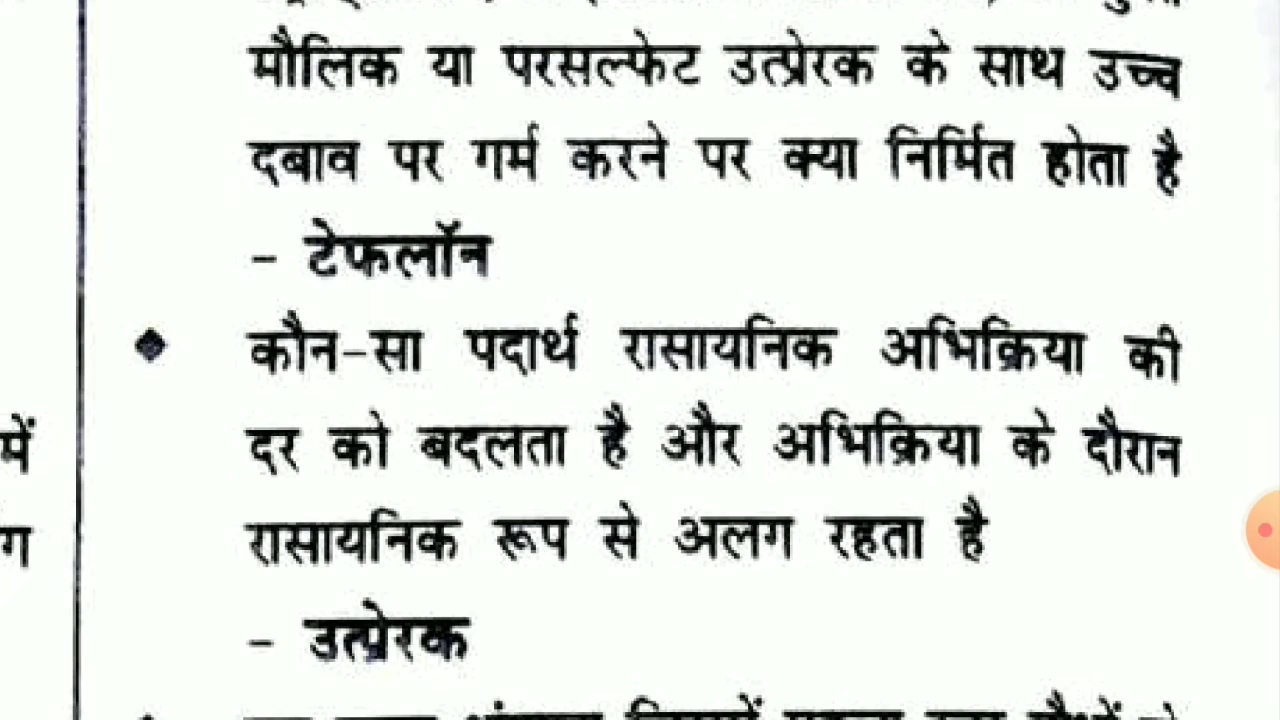 मौलिक या परसल्फेट उत्प्रेरक के साथ उच्च
दबाव पर गर्म करने पर क्या निर्मित होता है
- टेफलॉन
◆ कौन-सा पदार्थ रासायनिक अभिक्रिया की
दर को बदलता है और अभिक्रिया के दौरान
में
रासायनिक रूप से अलग रहता है
ग
- उत्प्रेरक